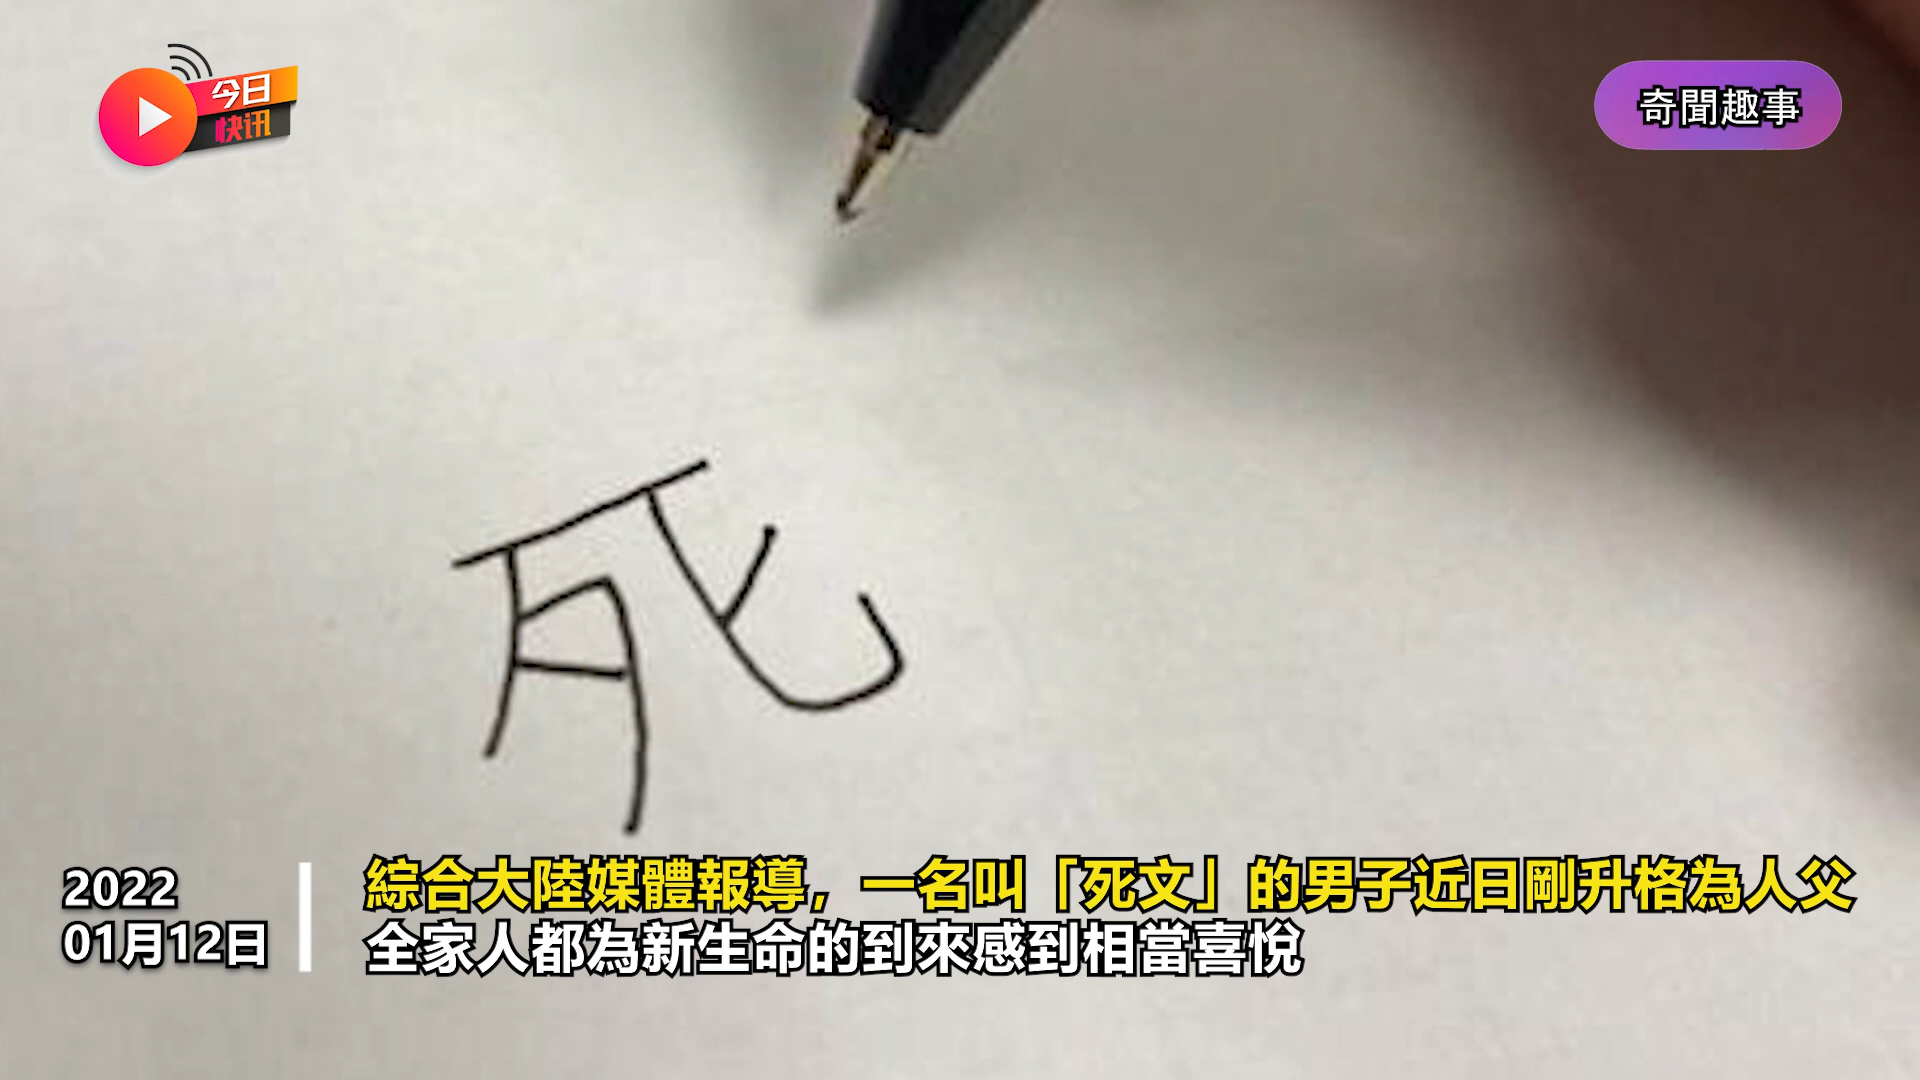 今日
快讯
奇聞趣事
死
2022
01月12日
綜合大陸媒體報導，一名叫「死文」的男子近日剛升格為人父
全家人都為新生命的到來感到相當喜悅